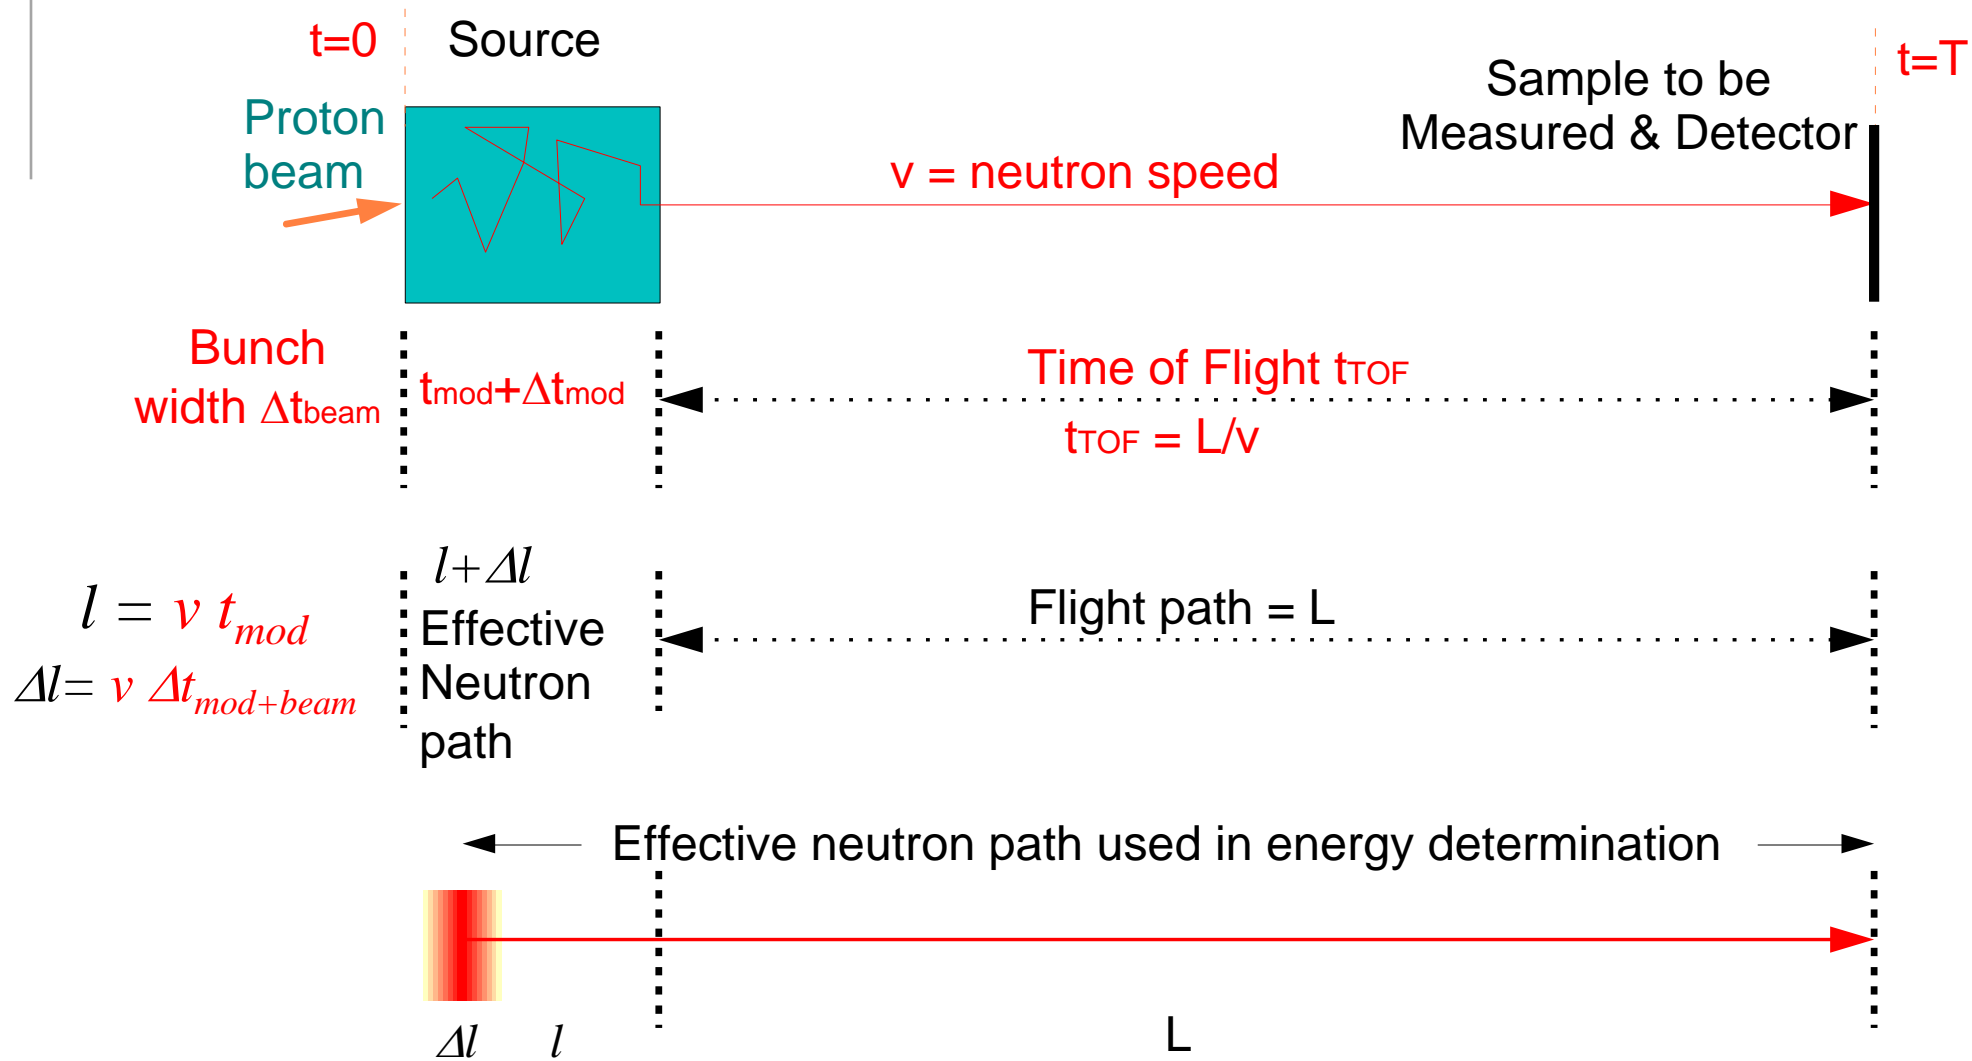 t=0
Source
t=T
Sample to be
Measured & Detector
Proton
beam
v = neutron speed
Bunch
width Δtbeam
tmod+Δtmod
Time of Flight tTOF
tTOF = L/v
l+Δl
l = v tmod
Δl= v Δtmod+beam
Effective
Neutron
path
Flight path = L
Effective neutron path used in energy determination
Δl
l
L